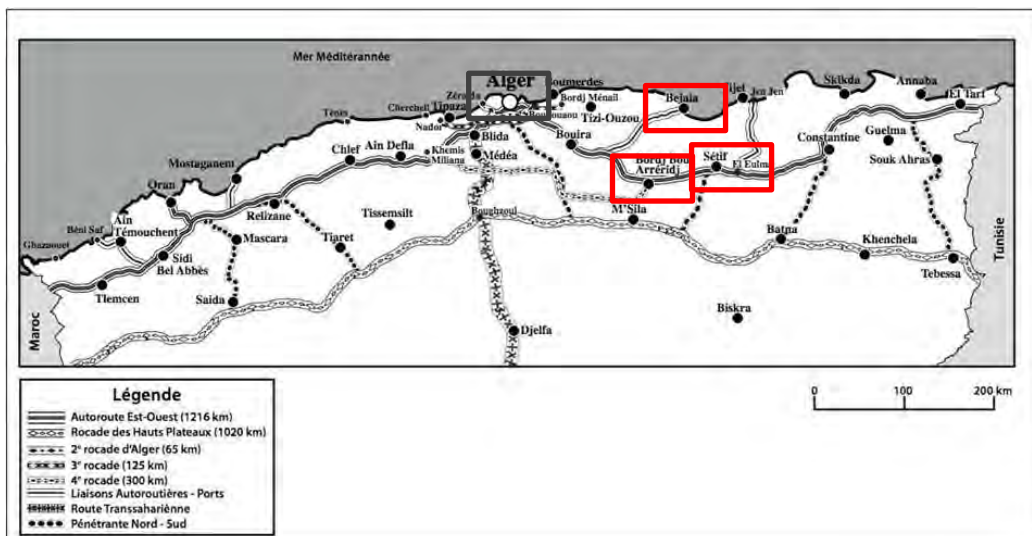 Mer Méditérannée
Alger
Boumerdes
Zéralda
Bordj Ménaïl
Tizi-Ouzou
Bejaia
Jijel
Jen Jen
Skikda
Annaba
El Tarf
Ténès
Cherchell
Tipaza
Nador
Blida
Bouira
Constantine
Guelma
Souk Ahras
Mostaganem
Chlef
Ain Defla
Khemis
Miliana
Médéa
Bordj Bou
Arréridj
Sétif
El Eulma
Oran
Relizane
Tissemsilt
Boughzoul
M'Sila
Batna
Khenchela
Tebessa
Tunisie
Béni Saf
Aïn
Témouchent
Ghazaouet
Mascara
Tiaret
Sidi
Bel Abbès
Tlemcen
Saida
Biskra
Djelfa
Maroc
Légende
Autoroute Est-Ouest (1216 km)
Rocade des Hauts Plateaux (1020 km)
2e rocade d'Alger (65 km)
3e rocade (125 km)
4e rocade (300 km)
Liaisons Autoroutières - Ports
Route Transsahariènne
Pénétrante Nord - Sud
0 100 200 km